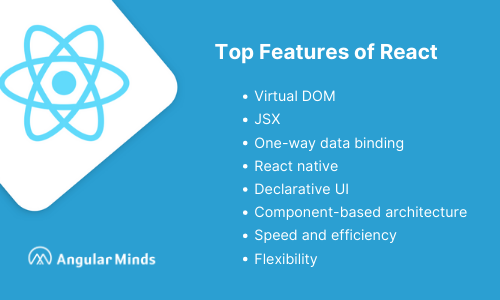 Top Features of React
• Virtual DOM
• JSX
• One-way data binding
• React native
• Declarative UI
• Component-based architecture
• Speed and efficiency
• Flexibility
Angular Minds